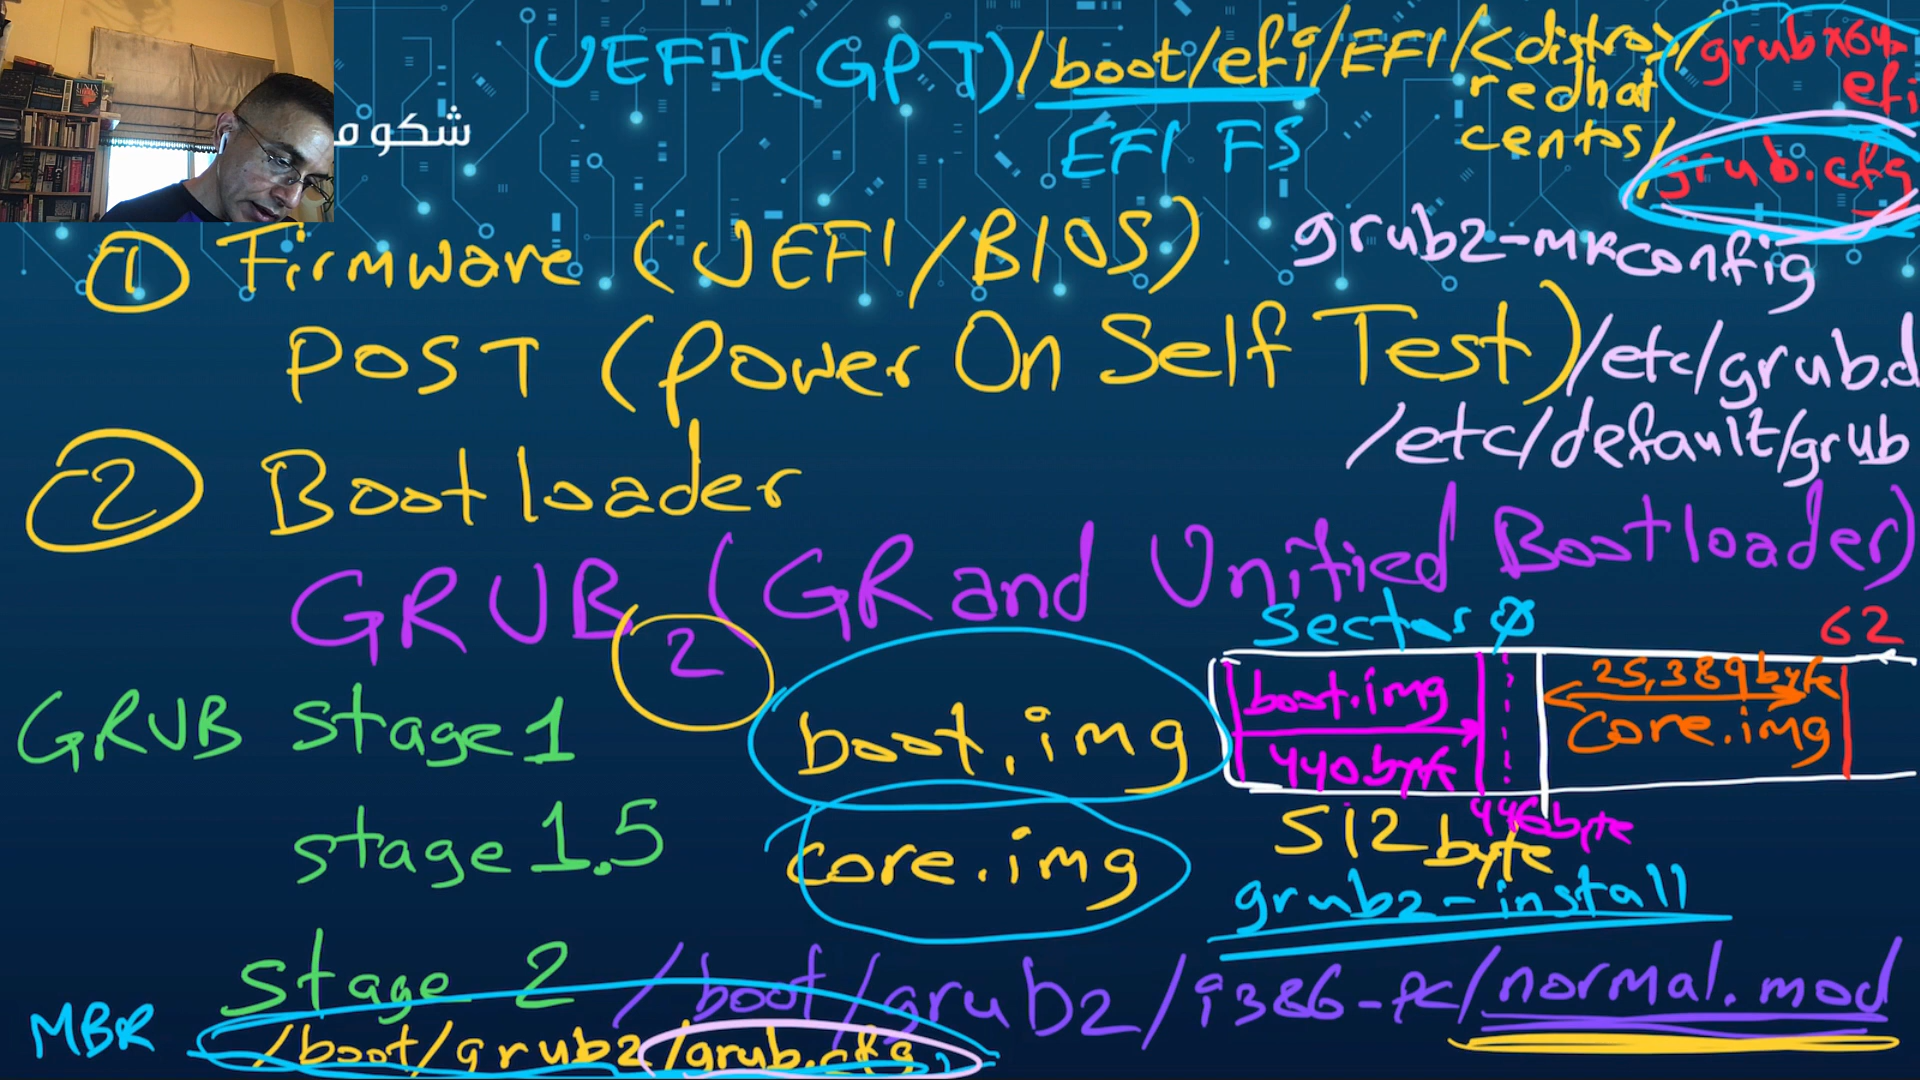 UEFI(GPT)/boot/efi/EFI/<distro>/grubx64.efi
redhat
centos/
grub.cfg
EFI FS
شكوم
1 Firmware (UEFI/BIOS)
grub2-mkconfig
POST (Power On Self Test)
/etc/grub.d
/etc/default/grub
2 Bootloader
GRUB 2 (GRand Unified Bootloader)
Sector 0
62
GRUB stage 1 boot.img
boot.img
440 byte
25,389 byte
core.img
446 byte
512 byte
stage 1.5 core.img
grub2-install
stage 2 /boot/grub2/i386-pc/normal.mod
MBR /boot/grub2/grub.cfg